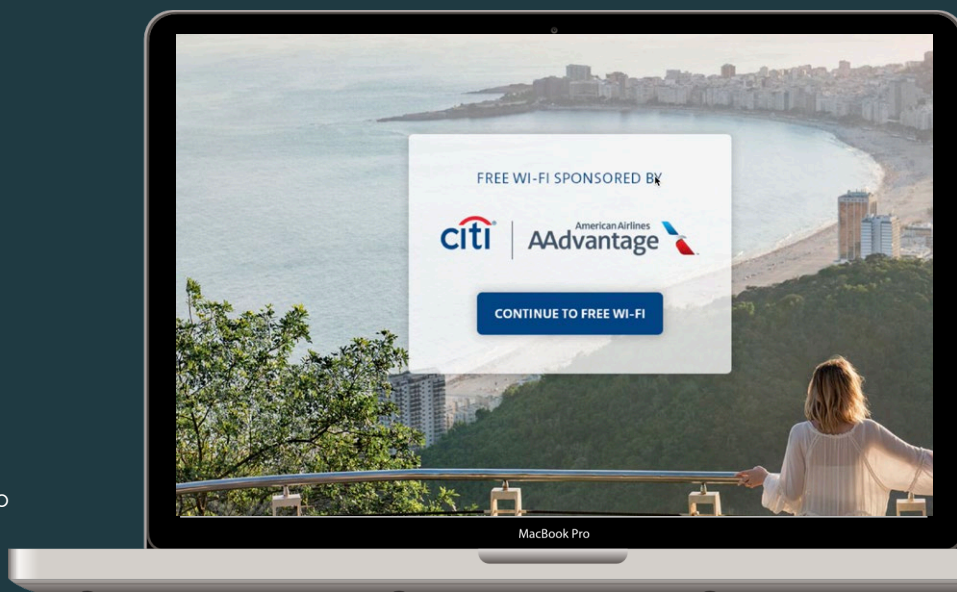 FREE WI-FI SPONSORED BY
citi
American Airlines
AAdvantage
CONTINUE TO FREE WI-FI
o
MacBook Pro